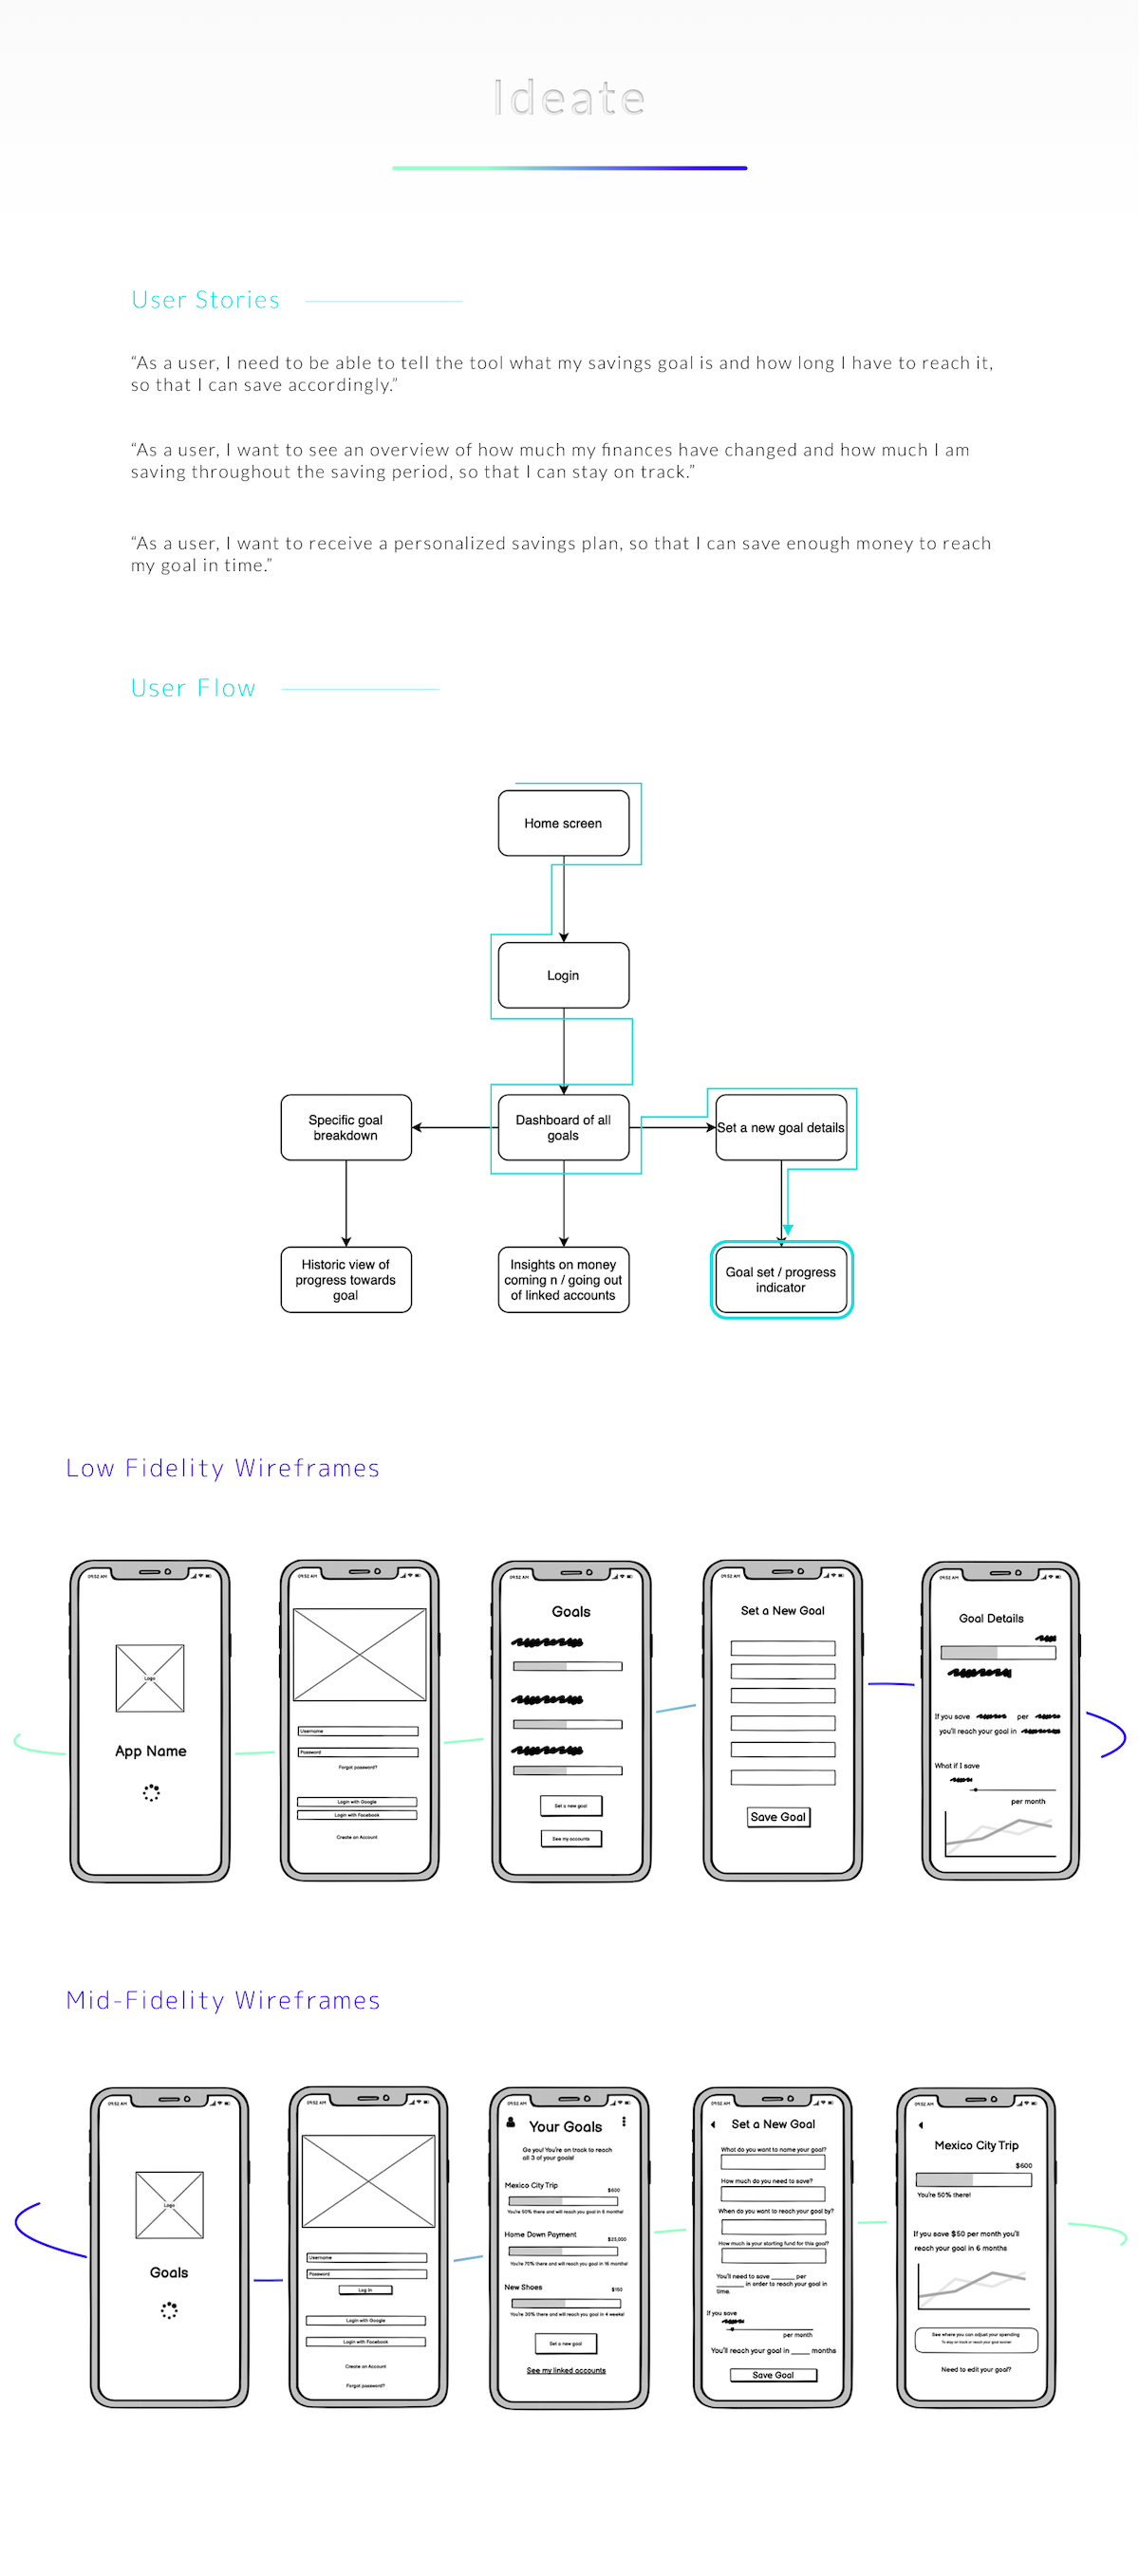 Ideate
User Stories
“As a user, I need to be able to tell the tool what my savings goal is and how long I have to reach it,
so that I can save accordingly.”
“As a user, I want to see an overview of how much my finances have changed and how much I am
saving throughout the saving period, so that I can stay on track.”
“As a user, I want to receive a personalized savings plan, so that I can save enough money to reach
my goal in time.”
User Flow
Home screen
Login
Specific goal
breakdown
Dashboard of all
goals
Set a new goal details
Historic view of
progress towards
goal
Insights on money
coming n / going out
of linked accounts
Goal set / progress
indicator
Low Fidelity Wireframes
09:52 AM
Logo
App Name
09:52 AM
Username
Password
Forgot password?
Login with Google
Login with Facebook
Create an Account
09:52 AM
Goals
Set a new goal
See my accounts
09:52 AM
Set a New Goal
Save Goal
09:52 AM
Goal Details
If you save per
you'll reach your goal in
What if I save
per month
Mid-Fidelity Wireframes
09:52 AM
Logo
Goals
09:52 AM
Username
Password
Log In
Login with Google
Login with Facebook
Create an Account
Forgot password?
09:52 AM
Your Goals
Go you! You're on track to reach
all 3 of your goals!
Mexico City Trip
$600
You're 50% there and will reach you goal in 6 months!
Home Down Payment
$25,000
You're 70% there and will reach you goal in 16 months!
New Shoes
$150
You're 30% there and will reach you goal in 4 weeks!
Set a new goal
See my linked accounts
09:52 AM
Set a New Goal
What do you want to name your goal?
How much do you need to save?
When do you want to reach your goal by?
How much is your starting fund for this goal?
You'll need to save ______ per
_______ in order to reach your goal in
time.
If you save
per month
You'll reach your goal in ____ months
Save Goal
09:52 AM
Mexico City Trip
$600
You're 50% there!
If you save $50 per month you'll
reach your goal in 6 months
See where you can adjust your spending
To stay on track or reach your goal sooner!
Need to edit your goal?